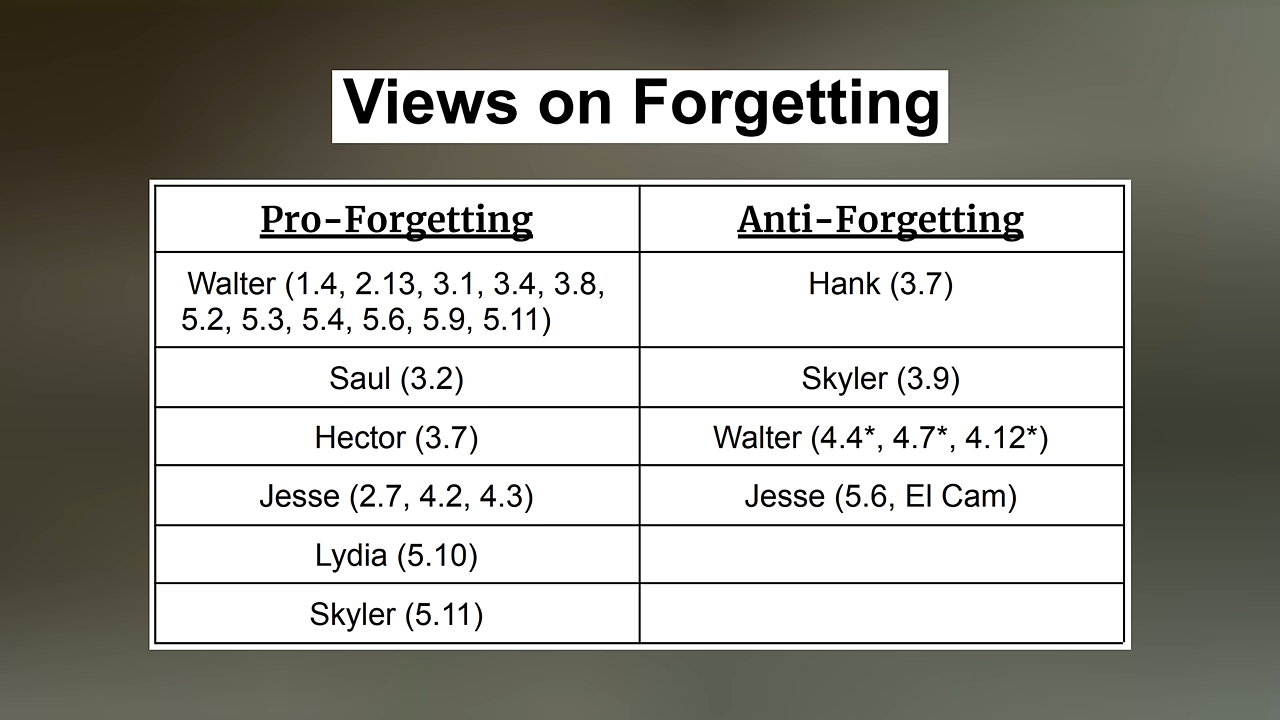 Views on Forgetting
Pro-Forgetting
Anti-Forgetting
Walter (1.4, 2.13, 3.1, 3.4, 3.8,
5.2, 5.3, 5.4, 5.6, 5.9, 5.11)
Hank (3.7)
Saul (3.2)
Skyler (3.9)
Hector (3.7)
Walter (4.4*, 4.7*, 4.12*)
Jesse (2.7, 4.2, 4.3)
Jesse (5.6, El Cam)
Lydia (5.10)
Skyler (5.11)